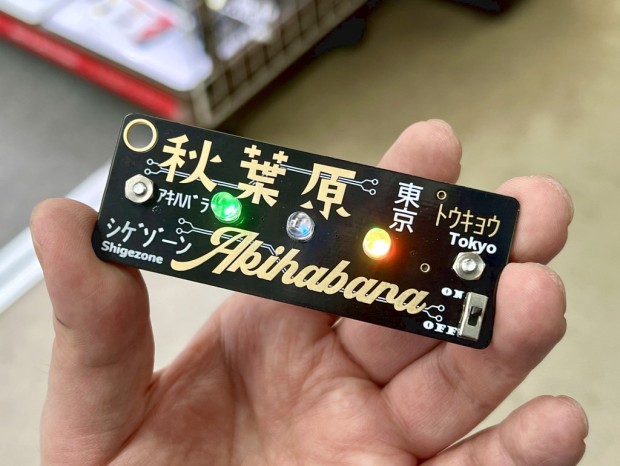 秋葉原
アキハバラ
東京
トウキョウ
Tokyo
シゲゾーン
Shigezone
Akihabana
ON
OFF